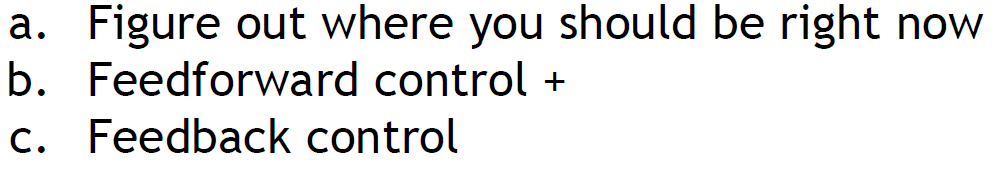 a. Figure out where you should be right now
b. Feedforward control +
c. Feedback control